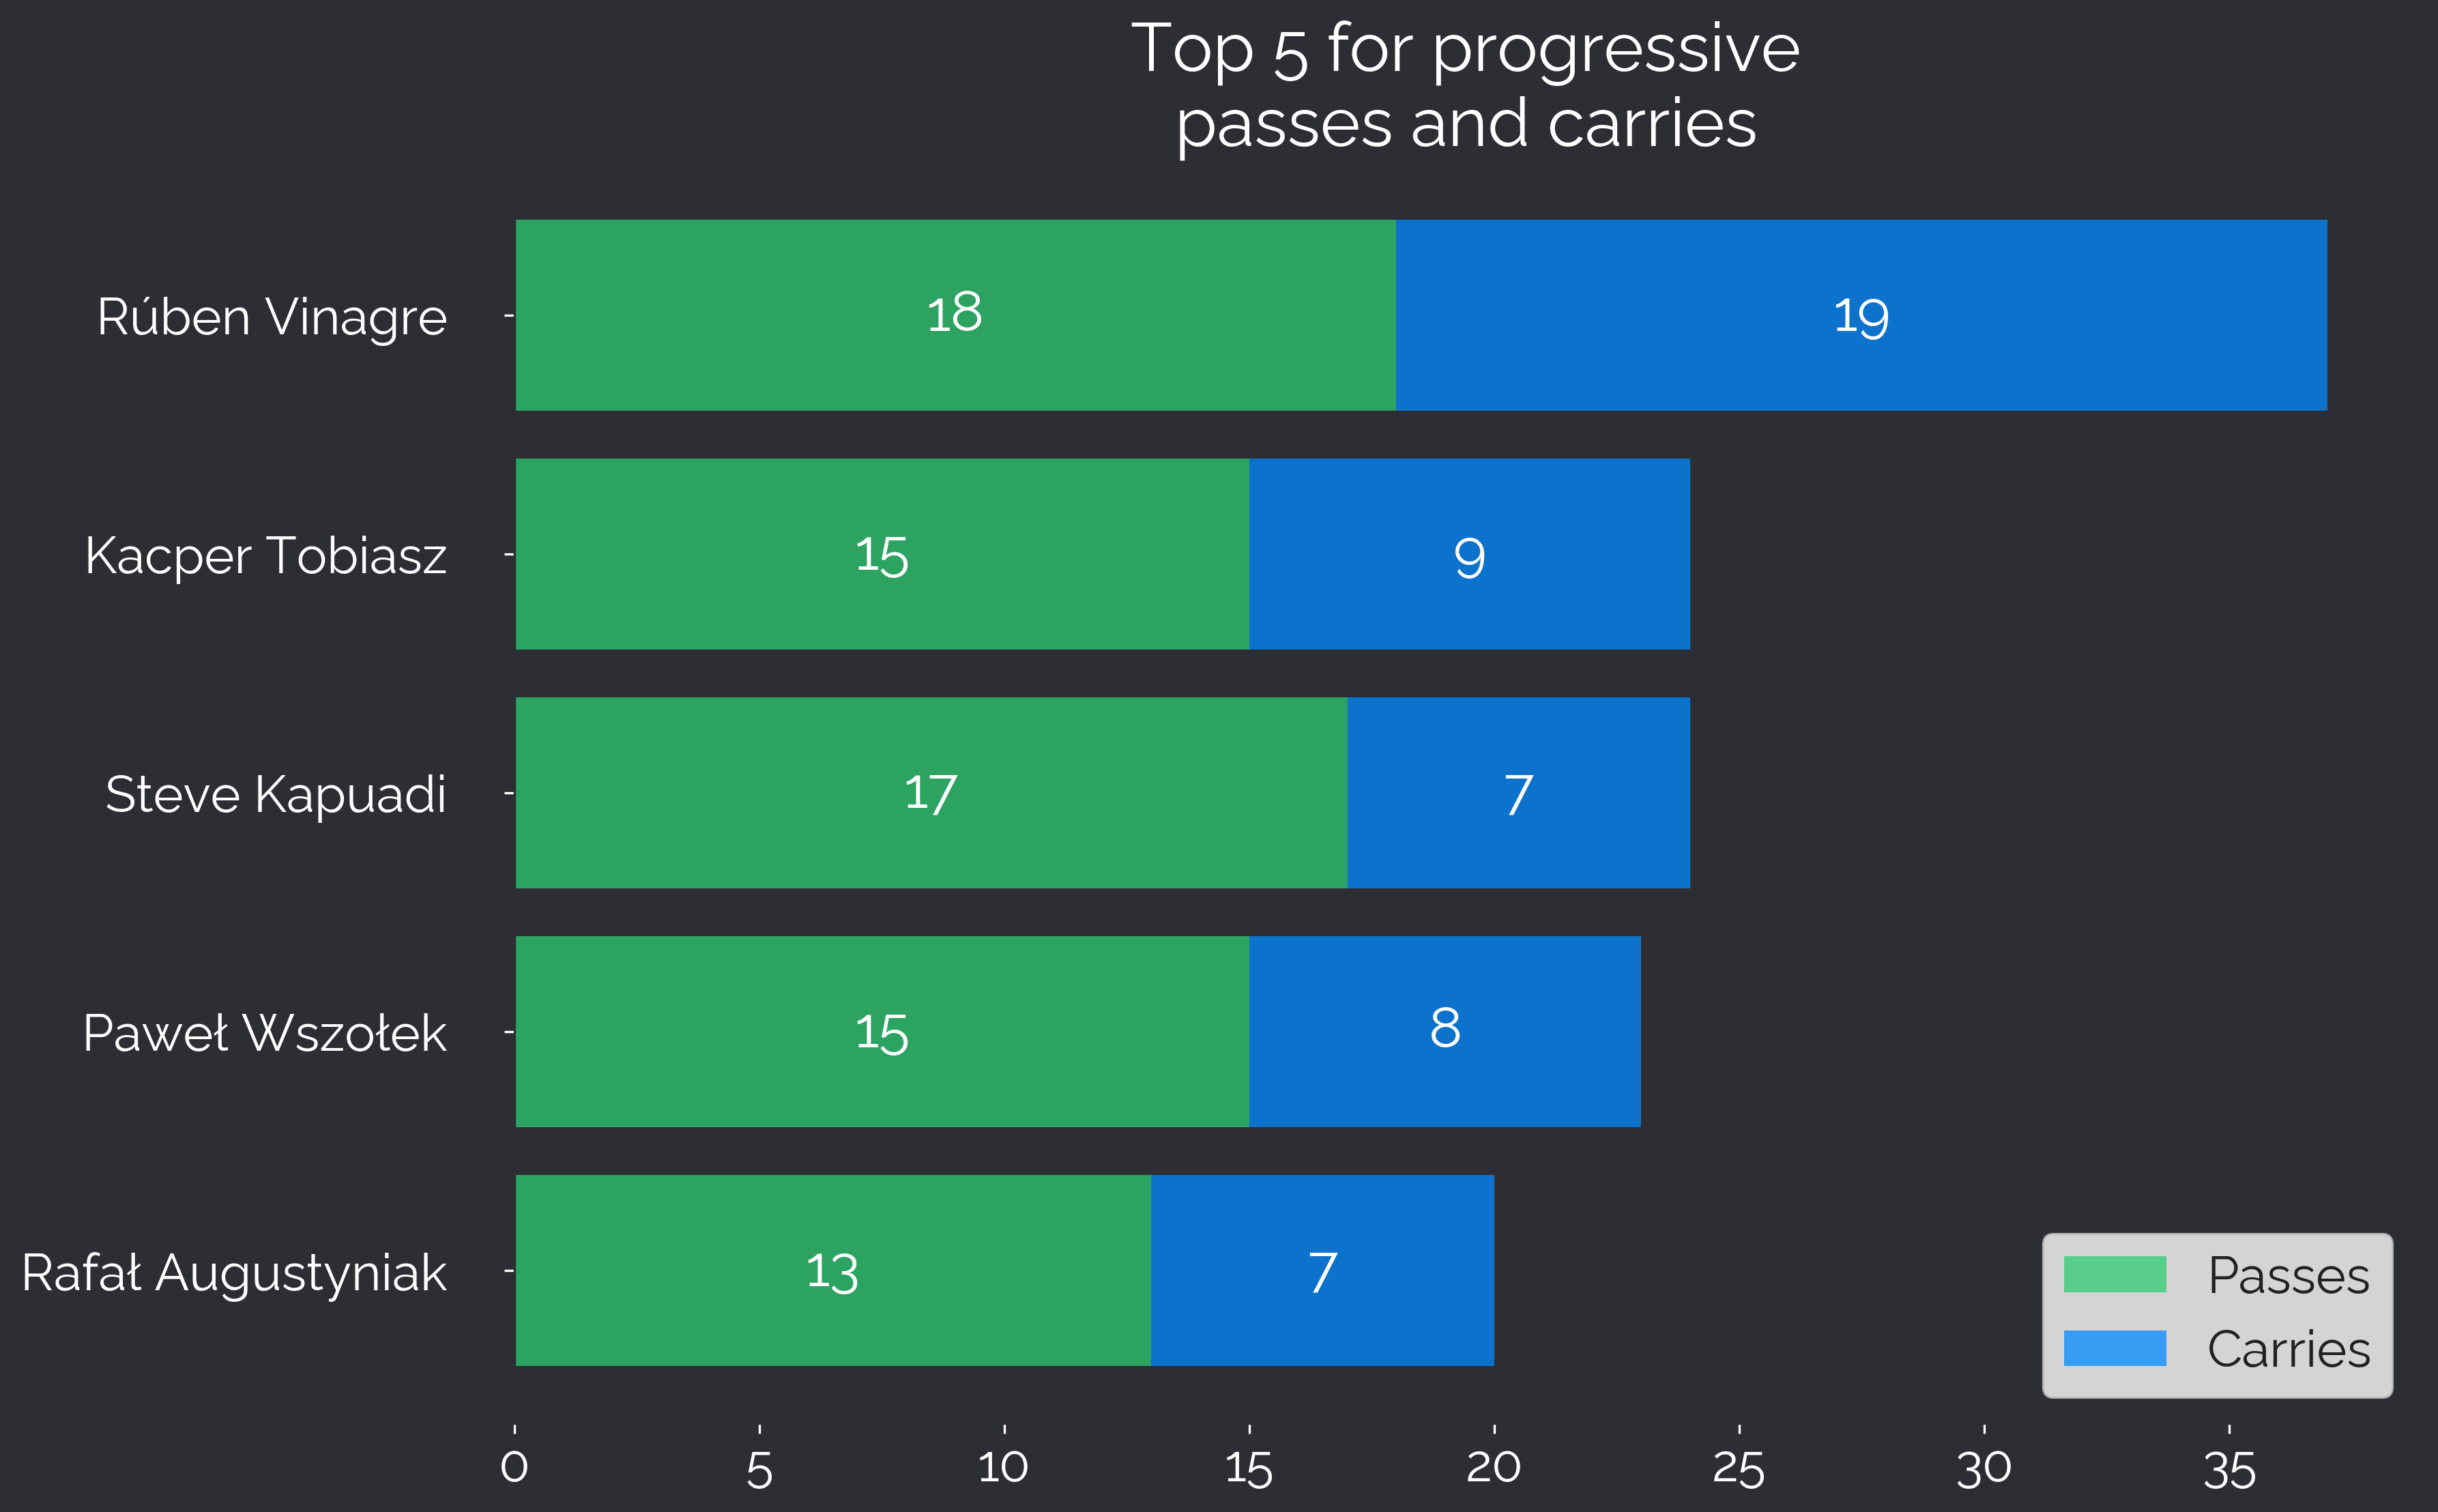 Top 5 for progressive
passes and carries
Rúben Vinagre
18
19
Kacper Tobiasz
15
9
Steve Kapuadi
17
7
Paweł Wszołek
15
8
Rafał Augustyniak
13
7
Passes
Carries
0 5 10 15 20 25 30 35